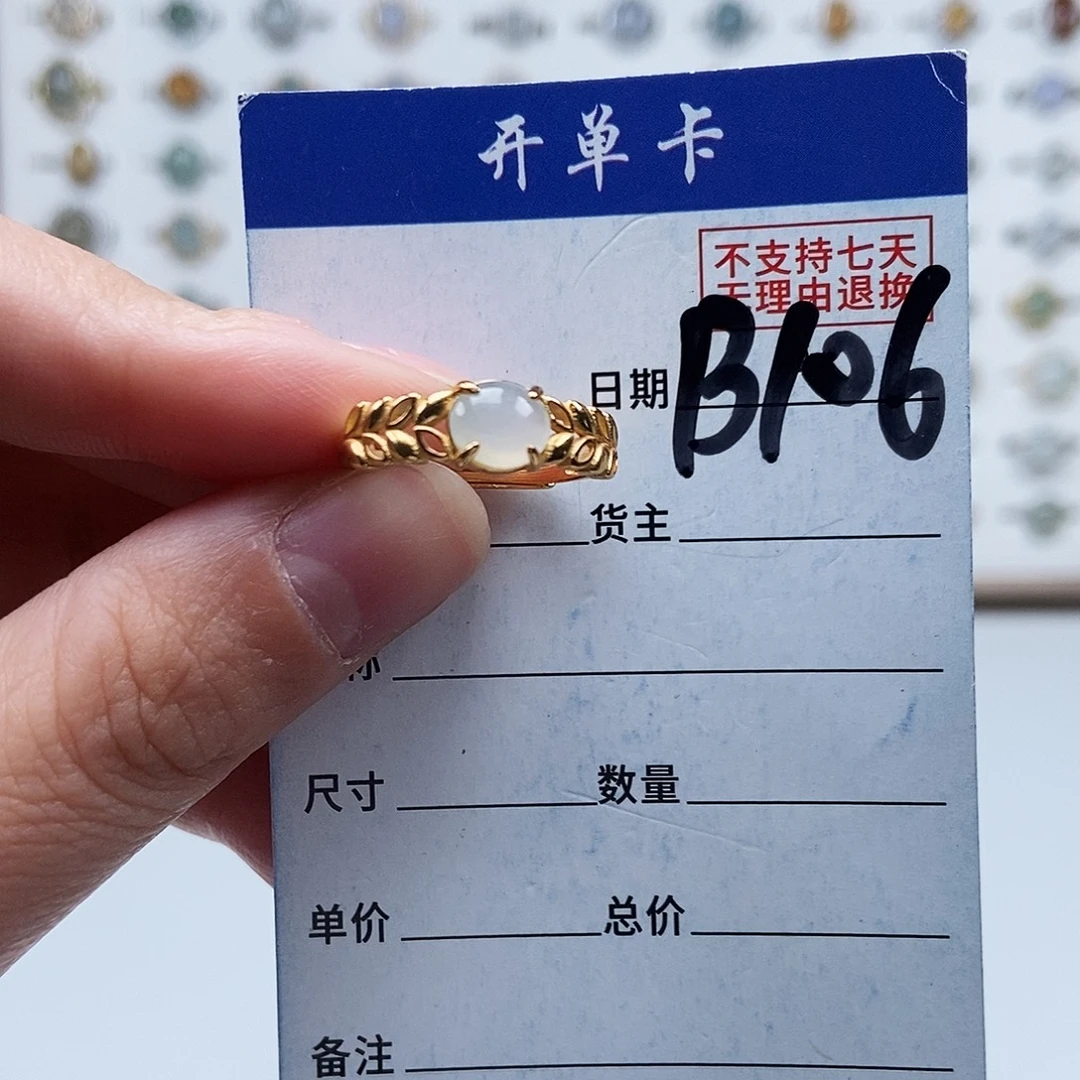 开单卡
不支持七天
无理由退换
日期 B106
货主
称
尺寸 数量
单价 总价
备注